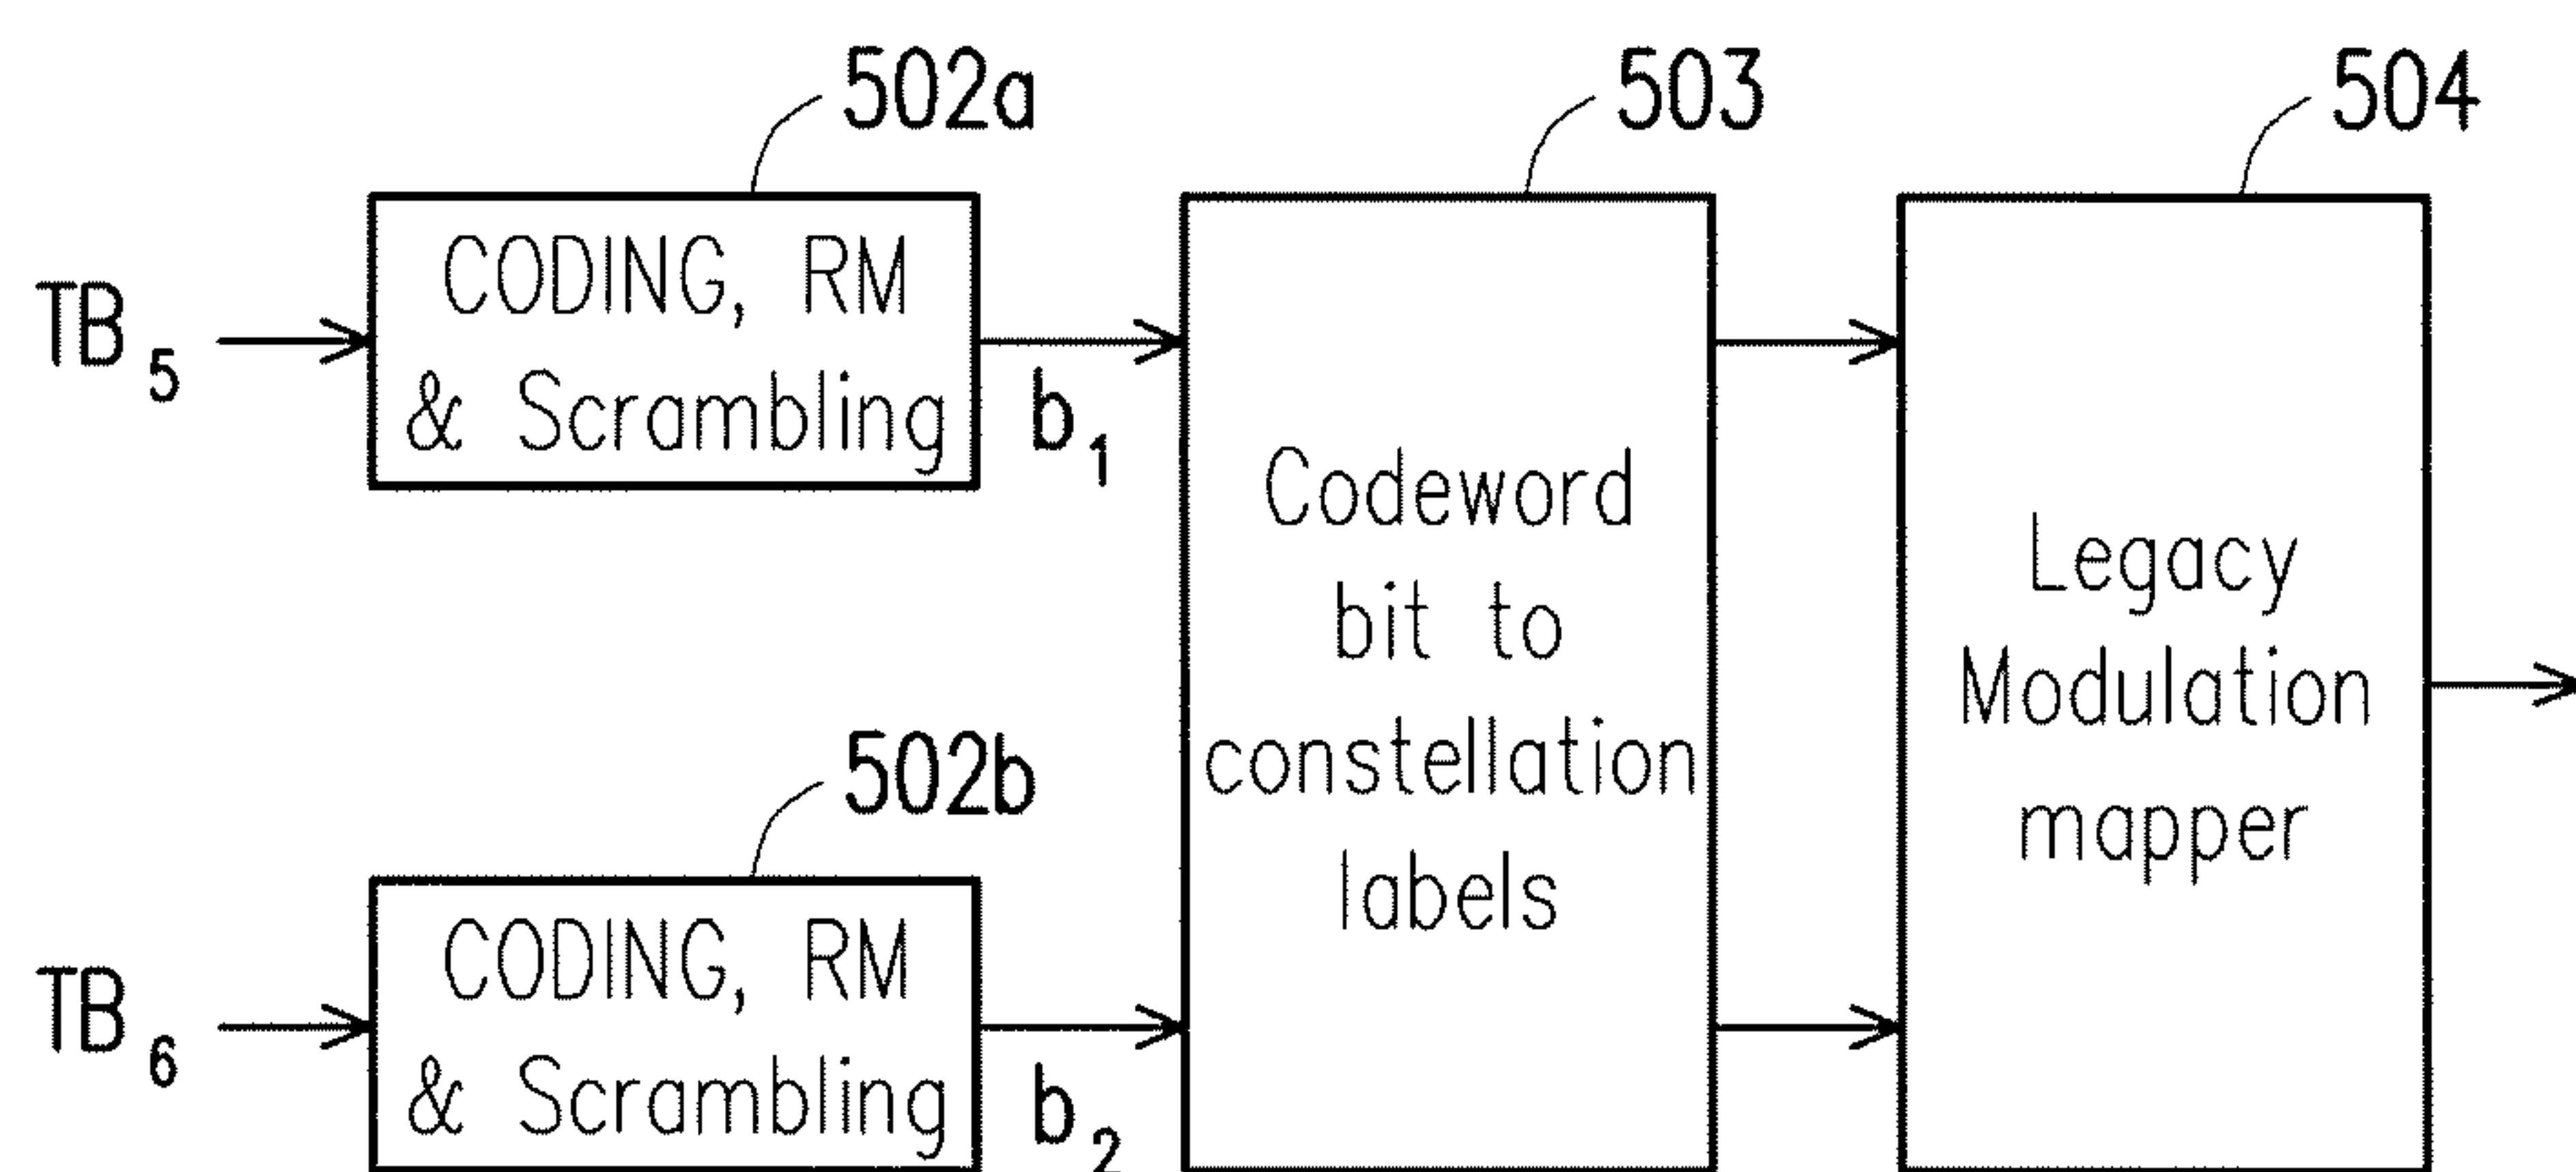 502a
503
504
TB5
CODING, RM
& Scrambling
b1
Codeword
bit to
constellation
labels
Legacy
Modulation
mapper
502b
TB6
CODING, RM
& Scrambling
b2